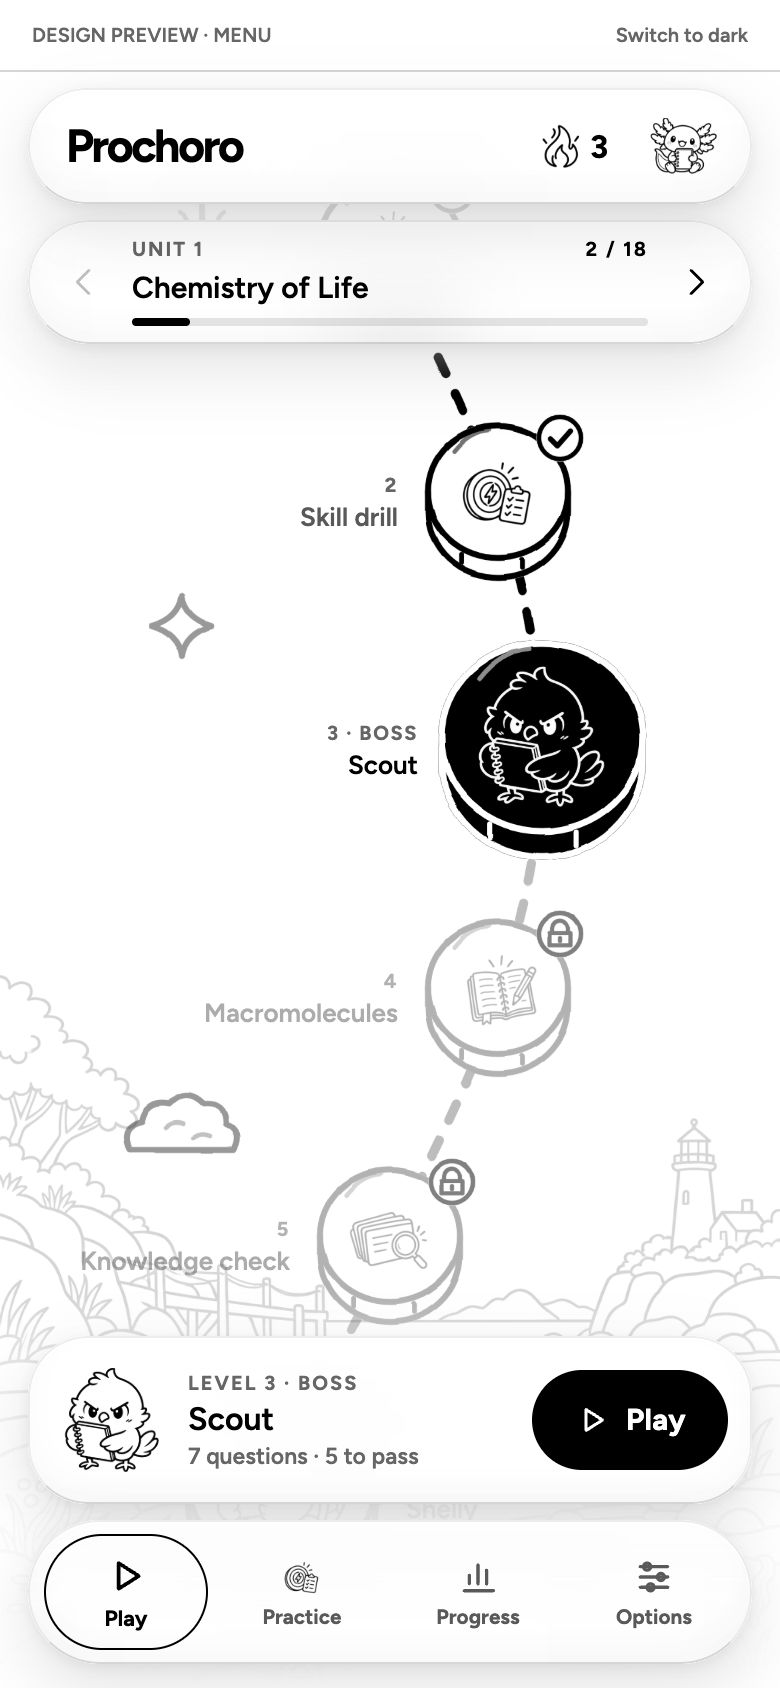 DESIGN PREVIEW · MENU
Switch to dark
Prochoro
3
UNIT 1
2 / 18
Chemistry of Life
2
Skill drill
3 · BOSS
Scout
4
Macromolecules
5
Knowledge check
LEVEL 3 · BOSS
Scout
7 questions · 5 to pass
Play
Shelly
Play
Practice
Progress
Options